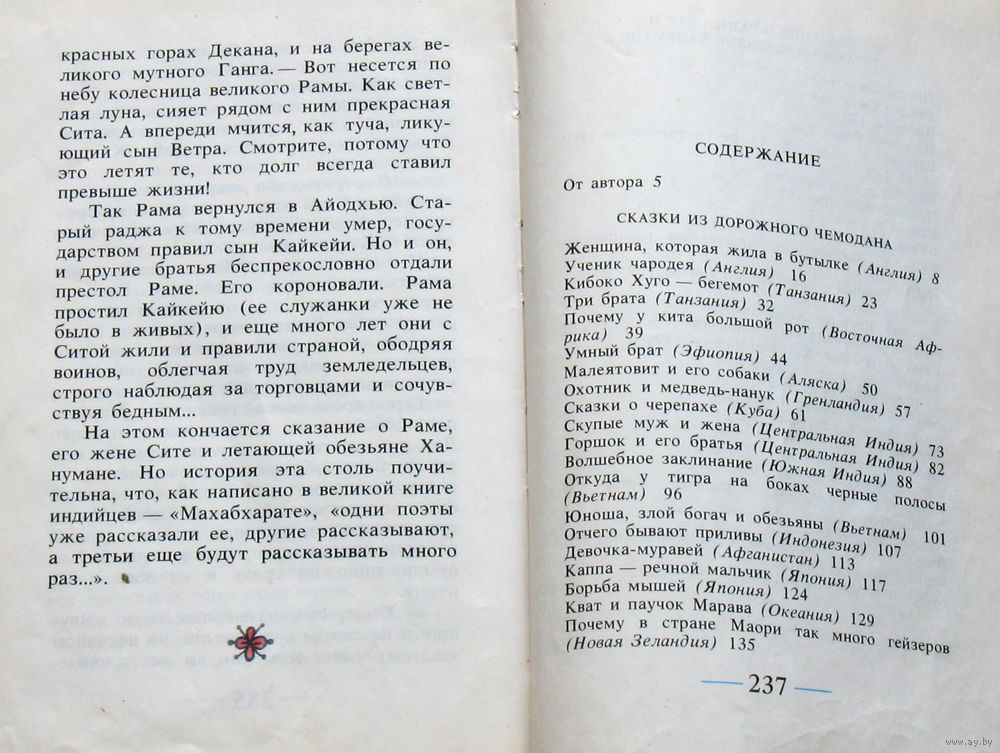 красных горах Декана, и на берегах ве-
ликого мутного Ганга.— Вот несется по
небу колесница великого Рамы. Как свет-
лая луна, сияет рядом с ним прекрасная
Сита. А впереди мчится, как туча, лику-
ющий сын Ветра. Смотрите, потому что
это летят те, кто долг всегда ставил
превыше жизни!
Так Рама вернулся в Айодхью. Ста-
рый раджа к тому времени умер, госу-
дарством правил сын Кайкейи. Но и он,
и другие братья беспрекословно отдали
престол Раме. Его короновали. Рама
простил Кайкейю (ее служанки уже не
было в живых), и еще много лет они с
Ситой жили и правили страной, ободряя
воинов, облегчая труд земледельцев,
строго наблюдая за торговцами и сочув-
ствуя бедным...
На этом кончается сказание о Раме,
его жене Сите и летающей обезьяне Ха-
нумане. Но история эта столь поучи-
тельна, что, как написано в великой книге
индийцев — «Махабхарате», «одни поэты
уже рассказали ее, другие рассказывают,
а третьи еще будут рассказывать много
раз...».
СОДЕРЖАНИЕ
От автора 5
СКАЗКИ ИЗ ДОРОЖНОГО ЧЕМОДАНА
Женщина, которая жила в бутылке (Англия) 8
Ученик чародея (Англия) 16
Кибоко Хуго — бегемот (Танзания) 23
Три брата (Танзания) 32
Почему у кита большой рот (Восточная Аф-
рика) 39
Умный брат (Эфиопия) 44
Малеятовит и его собаки (Аляска) 50
Охотник и медведь-нанук (Гренландия) 57
Сказки о черепахе (Куба) 61
Скупые муж и жена (Центральная Индия) 73
Горшок и его братья (Центральная Индия) 82
Волшебное заклинание (Южная Индия) 88
Откуда у тигра на боках черные полосы
(Вьетнам) 96
Юноша, злой богач и обезьяны (Вьетнам) 101
Отчего бывают приливы (Индонезия) 107
Девочка-муравей (Афганистан) 113
Каппа — речной мальчик (Япония) 117
Борьба мышей (Япония) 124
Кват и паучок Марава (Океания) 129
Почему в стране Маори так много гейзеров
(Новая Зеландия) 135
237
www.ay.by